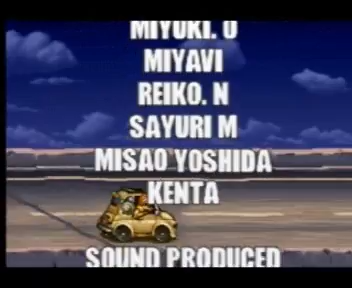 MIYUKI. U
MIYAVI
REIKO. N
SAYURI M
MISAO YOSHIDA
KENTA
SOUND PRODUCED